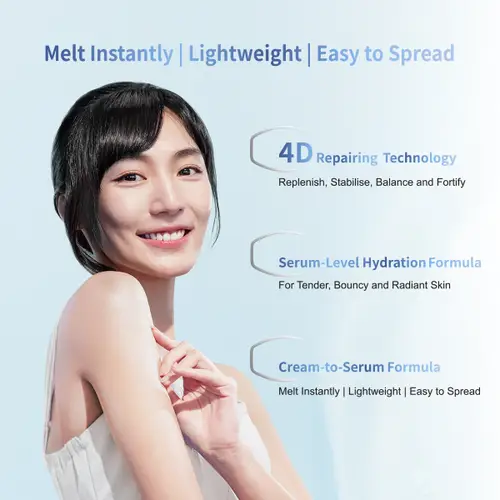 Melt Instantly | Lightweight | Easy to Spread
4D Repairing Technology
Replenish, Stabilise, Balance and Fortify
Serum-Level Hydration Formula
For Tender, Bouncy and Radiant Skin
Cream-to-Serum Formula
Melt Instantly | Lightweight | Easy to Spread